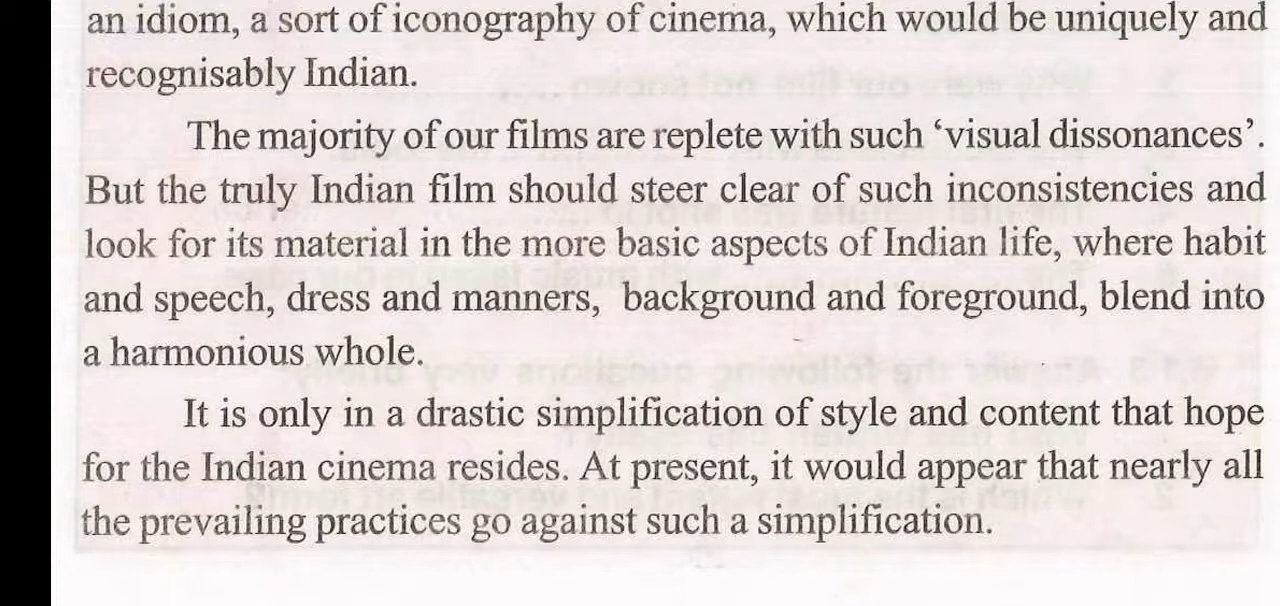 an idiom, a sort of iconography of cinema, which would be uniquely and
recognisably Indian.
The majority of our films are replete with such ‘visual dissonances’.
But the truly Indian film should steer clear of such inconsistencies and
look for its material in the more basic aspects of Indian life, where habit
and speech, dress and manners, background and foreground, blend into
a harmonious whole.
It is only in a drastic simplification of style and content that hope
for the Indian cinema resides. At present, it would appear that nearly all
the prevailing practices go against such a simplification.